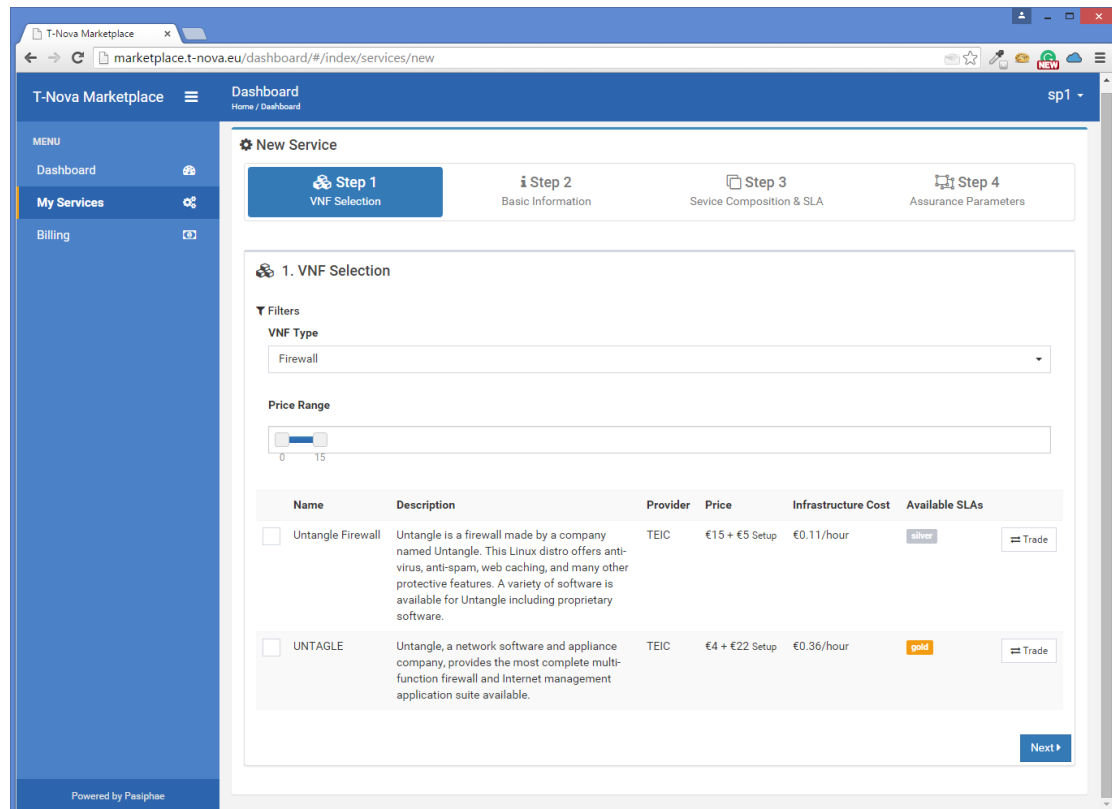 T-Nova Marketplace
marketplace.t-nova.eu/dashboard/#/index/services/new
NEW
T-Nova Marketplace
Dashboard
Home / Dashboard
sp1
MENU
Dashboard
My Services
Billing
New Service
Step 1
VNF Selection
Step 2
Basic Information
Step 3
Sevice Composition & SLA
Step 4
Assurance Parameters
1. VNF Selection
Filters
VNF Type
Firewall
Price Range
0 15
Name Description Provider Price Infrastructure Cost Available SLAs
Untangle Firewall Untangle is a firewall made by a company TEIC €15 + €5 Setup €0.11/hour silver Trade
named Untangle. This Linux distro offers anti-
virus, anti-spam, web caching, and many other
protective features. A variety of software is
available for Untangle including proprietary
software.
UNTAGLE Untangle, a network software and appliance TEIC €4 + €22 Setup €0.36/hour gold Trade
company, provides the most complete multi-
function firewall and Internet management
application suite available.
Next
Powered by Pasiphae